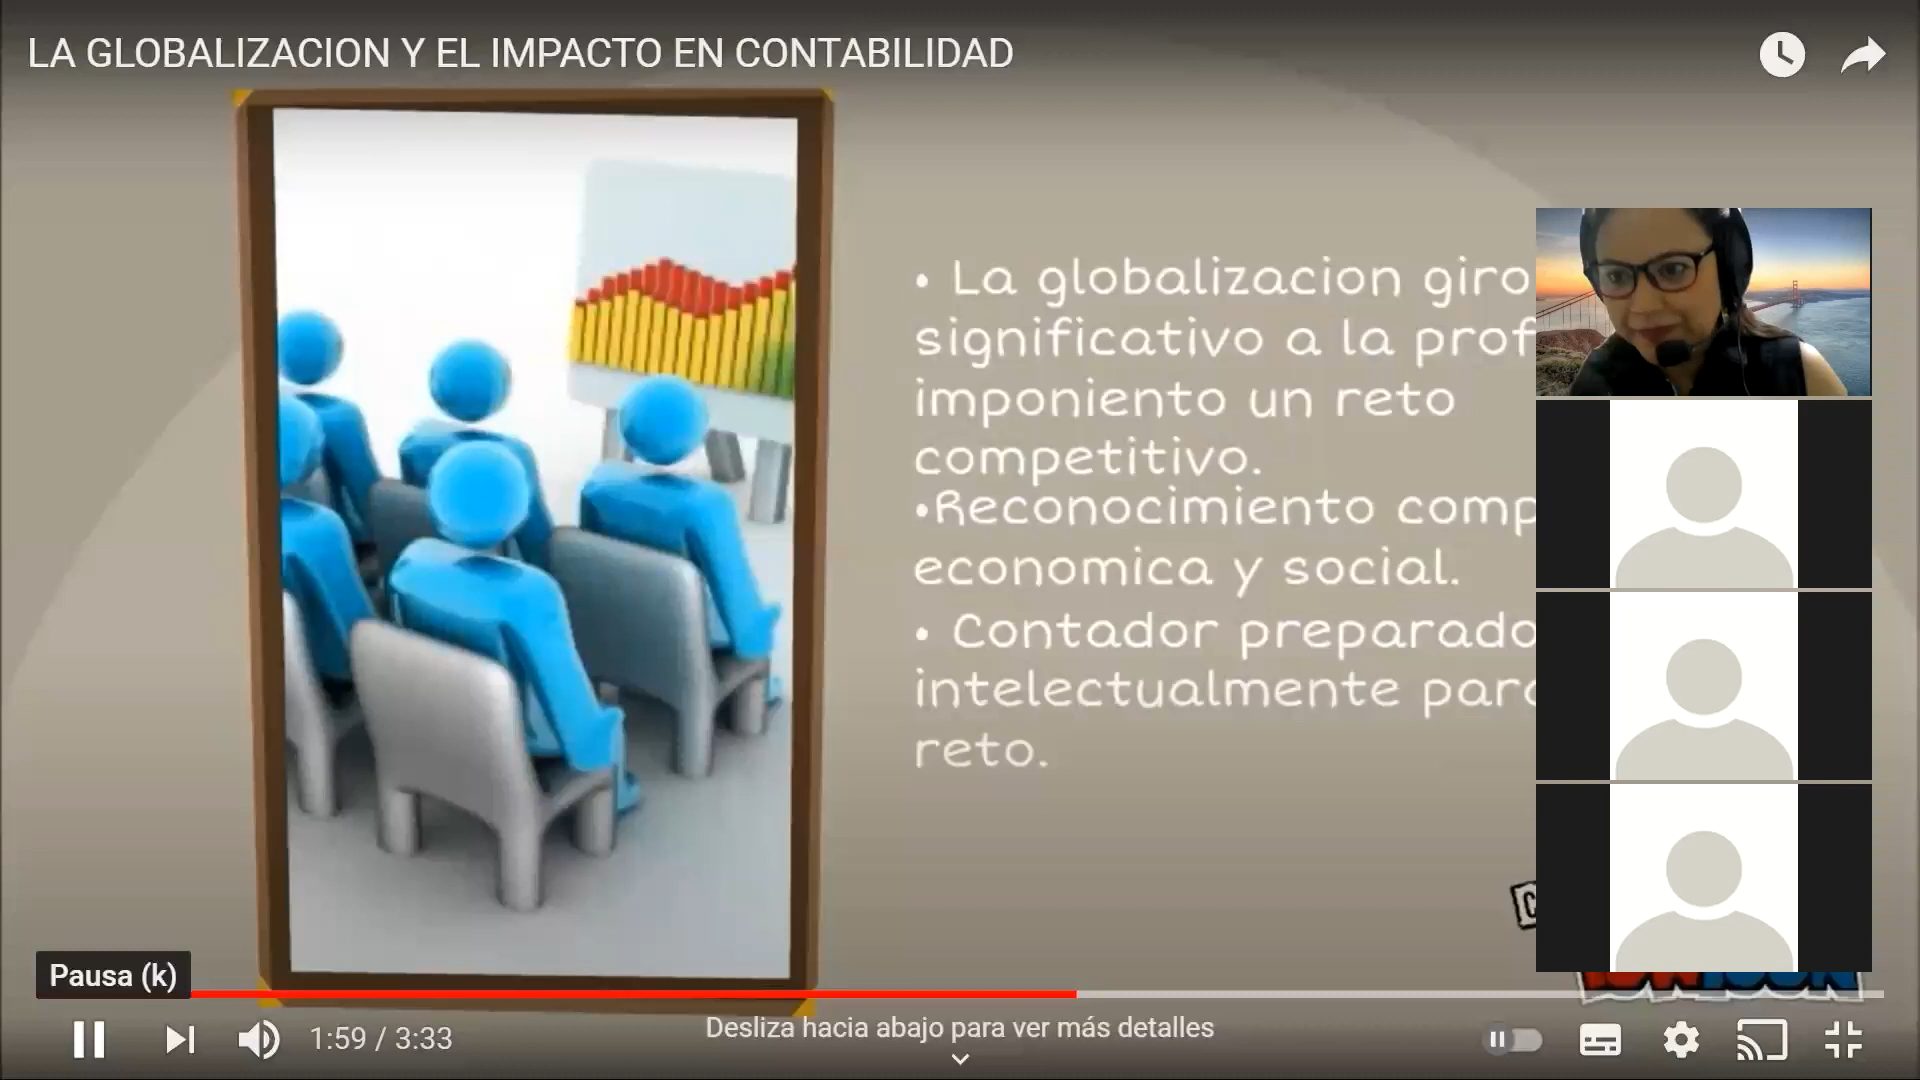 LA GLOBALIZACION Y EL IMPACTO EN CONTABILIDAD
• La globalizacion giro
significativo a la prof
imponiento un reto
competitivo.
•Reconocimiento comp
economica y social.
• Contador preparado
intelectualmente para
reto.
Pausa (k)
1:59 / 3:33
Desliza hacia abajo para ver más detalles